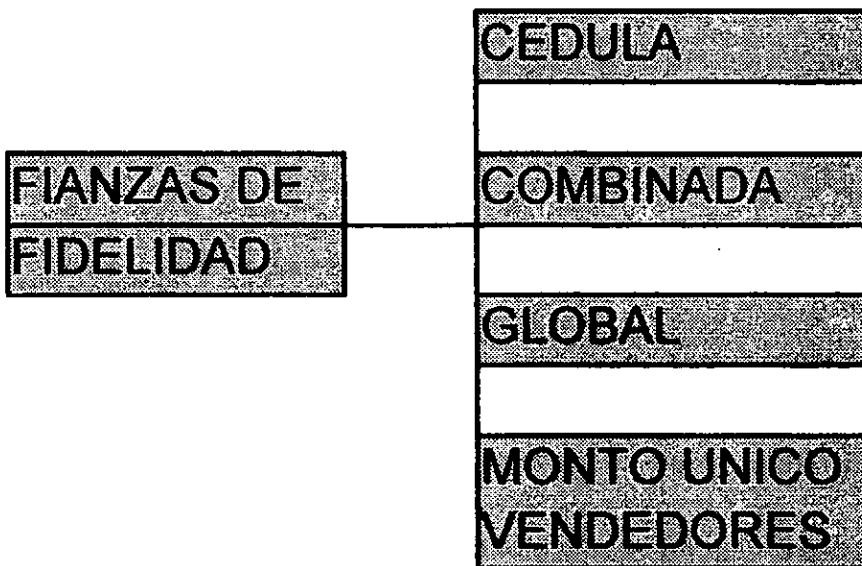 FIANZAS DE
FIDELIDAD
CEDULA
COMBINADA
GLOBAL
MONTO UNICO
VENDEDORES